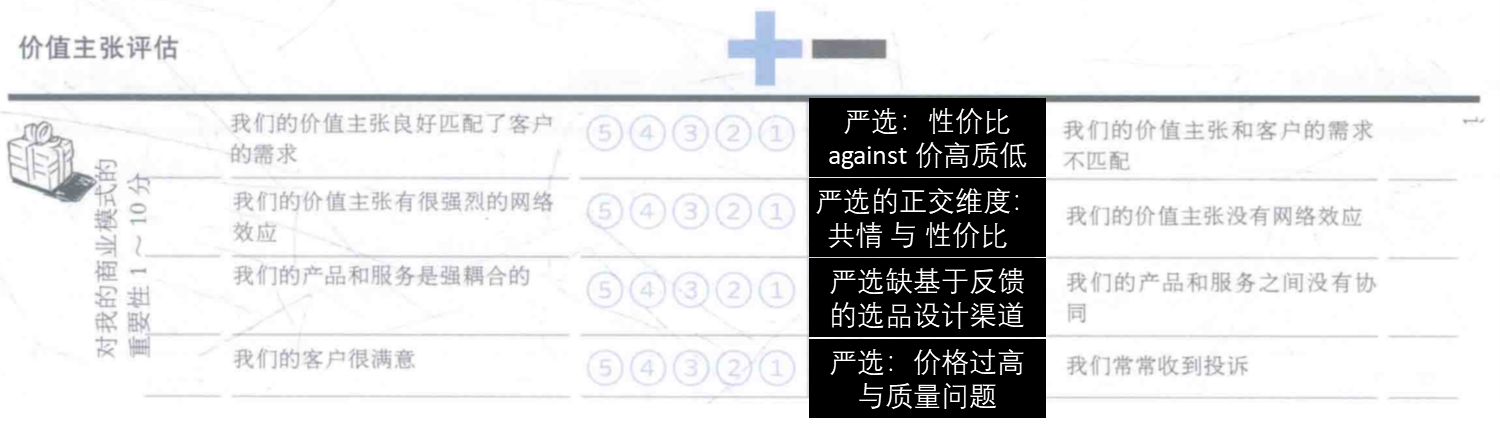 价值主张评估
对我的商业模式的
重要性 1 ～ 10 分
我们的价值主张良好匹配了客户
的需求
⑤④③②①
严选：性价比
against 价高质低
我们的价值主张和客户的需求
不匹配
我们的价值主张有很强烈的网络
效应
⑤④③②①
严选的正交维度：
共情 与 性价比
我们的价值主张没有网络效应
我们的产品和服务是强耦合的
⑤④③②①
严选缺基于反馈
的选品设计渠道
我们的产品和服务之间没有协
同
我们的客户很满意
⑤④③②①
严选：价格过高
与质量问题
我们常常收到投诉